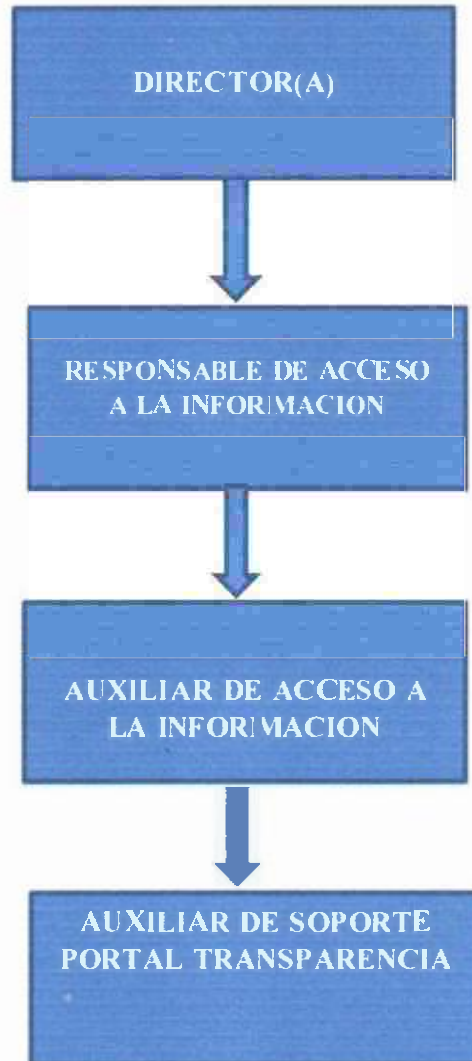 DIRECTOR(A)
RESPONSABLE DE ACCESO
A LA INFORMACION
AUXILIAR DE ACCESO A
LA INFORMACION
AUXILIAR DE SOPORTE
PORTAL TRANSPARENCIA